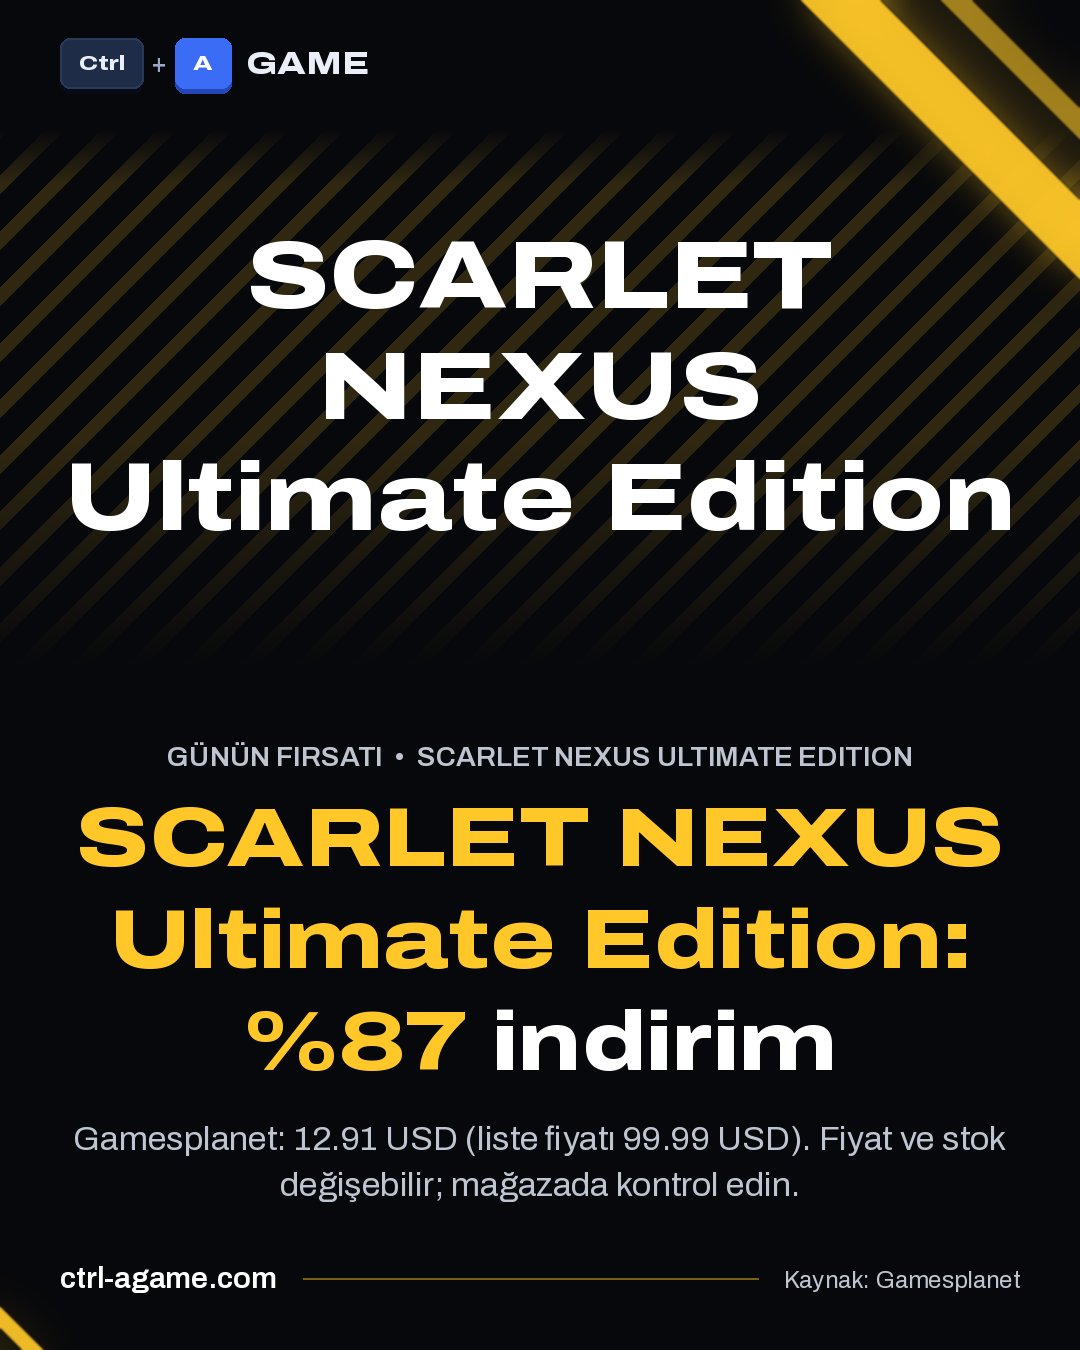 Ctrl + A GAME
SCARLET
NEXUS
Ultimate Edition
GÜNÜN FIRSATI • SCARLET NEXUS ULTIMATE EDITION
SCARLET NEXUS
Ultimate Edition:
%87 indirim
Gamesplanet: 12.91 USD (liste fiyatı 99.99 USD). Fiyat ve stok
değişebilir; mağazada kontrol edin.
ctrl-agame.com
Kaynak: Gamesplanet